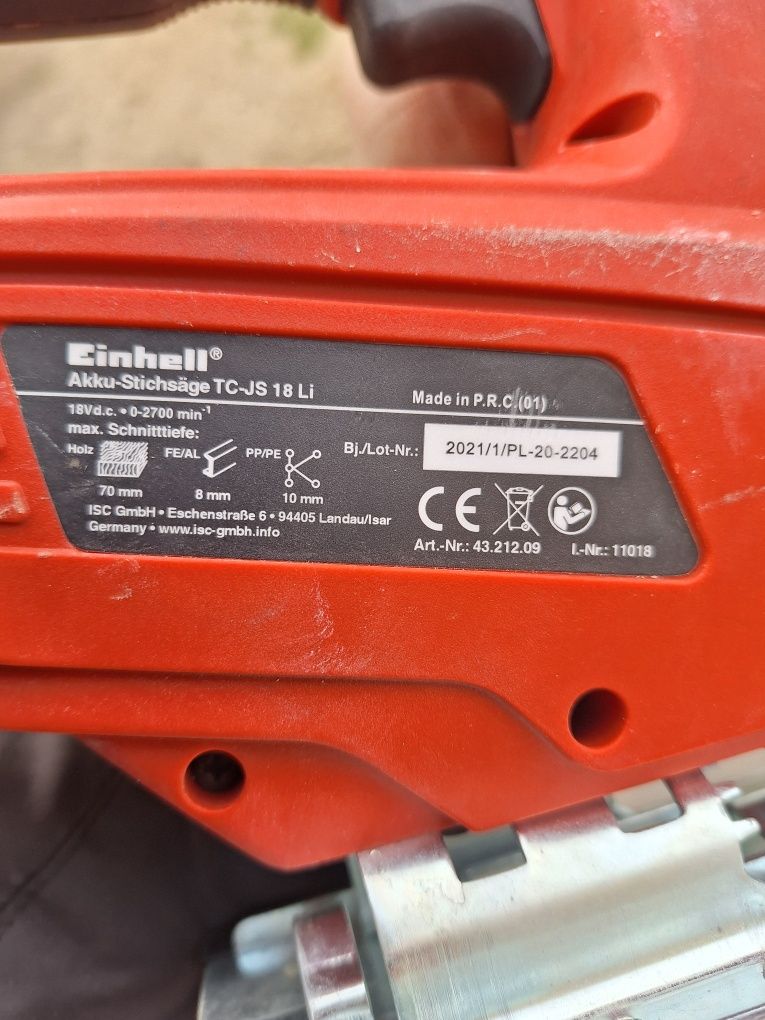 Einhell®
Akku-Stichsäge TC-JS 18 Li
Made in P.R.C.(01)
18Vd.c. • 0-2700 min⁻¹
max. Schnitttiefe:
Holz FE/AL PP/PE
70 mm 8 mm 10 mm
Bj./Lot-Nr.: 2021/1/PL-20-2204
CE
ISC GmbH • Eschenstraße 6 • 94405 Landau/Isar
Germany • www.isc-gmbh.info
Art.-Nr.: 43.212.09 I.-Nr.: 11018